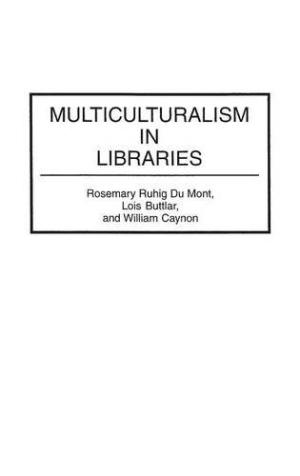 MULTICULTURALISM
IN
LIBRARIES
Rosemary Ruhig Du Mont,
Lois Buttlar,
and William Caynon